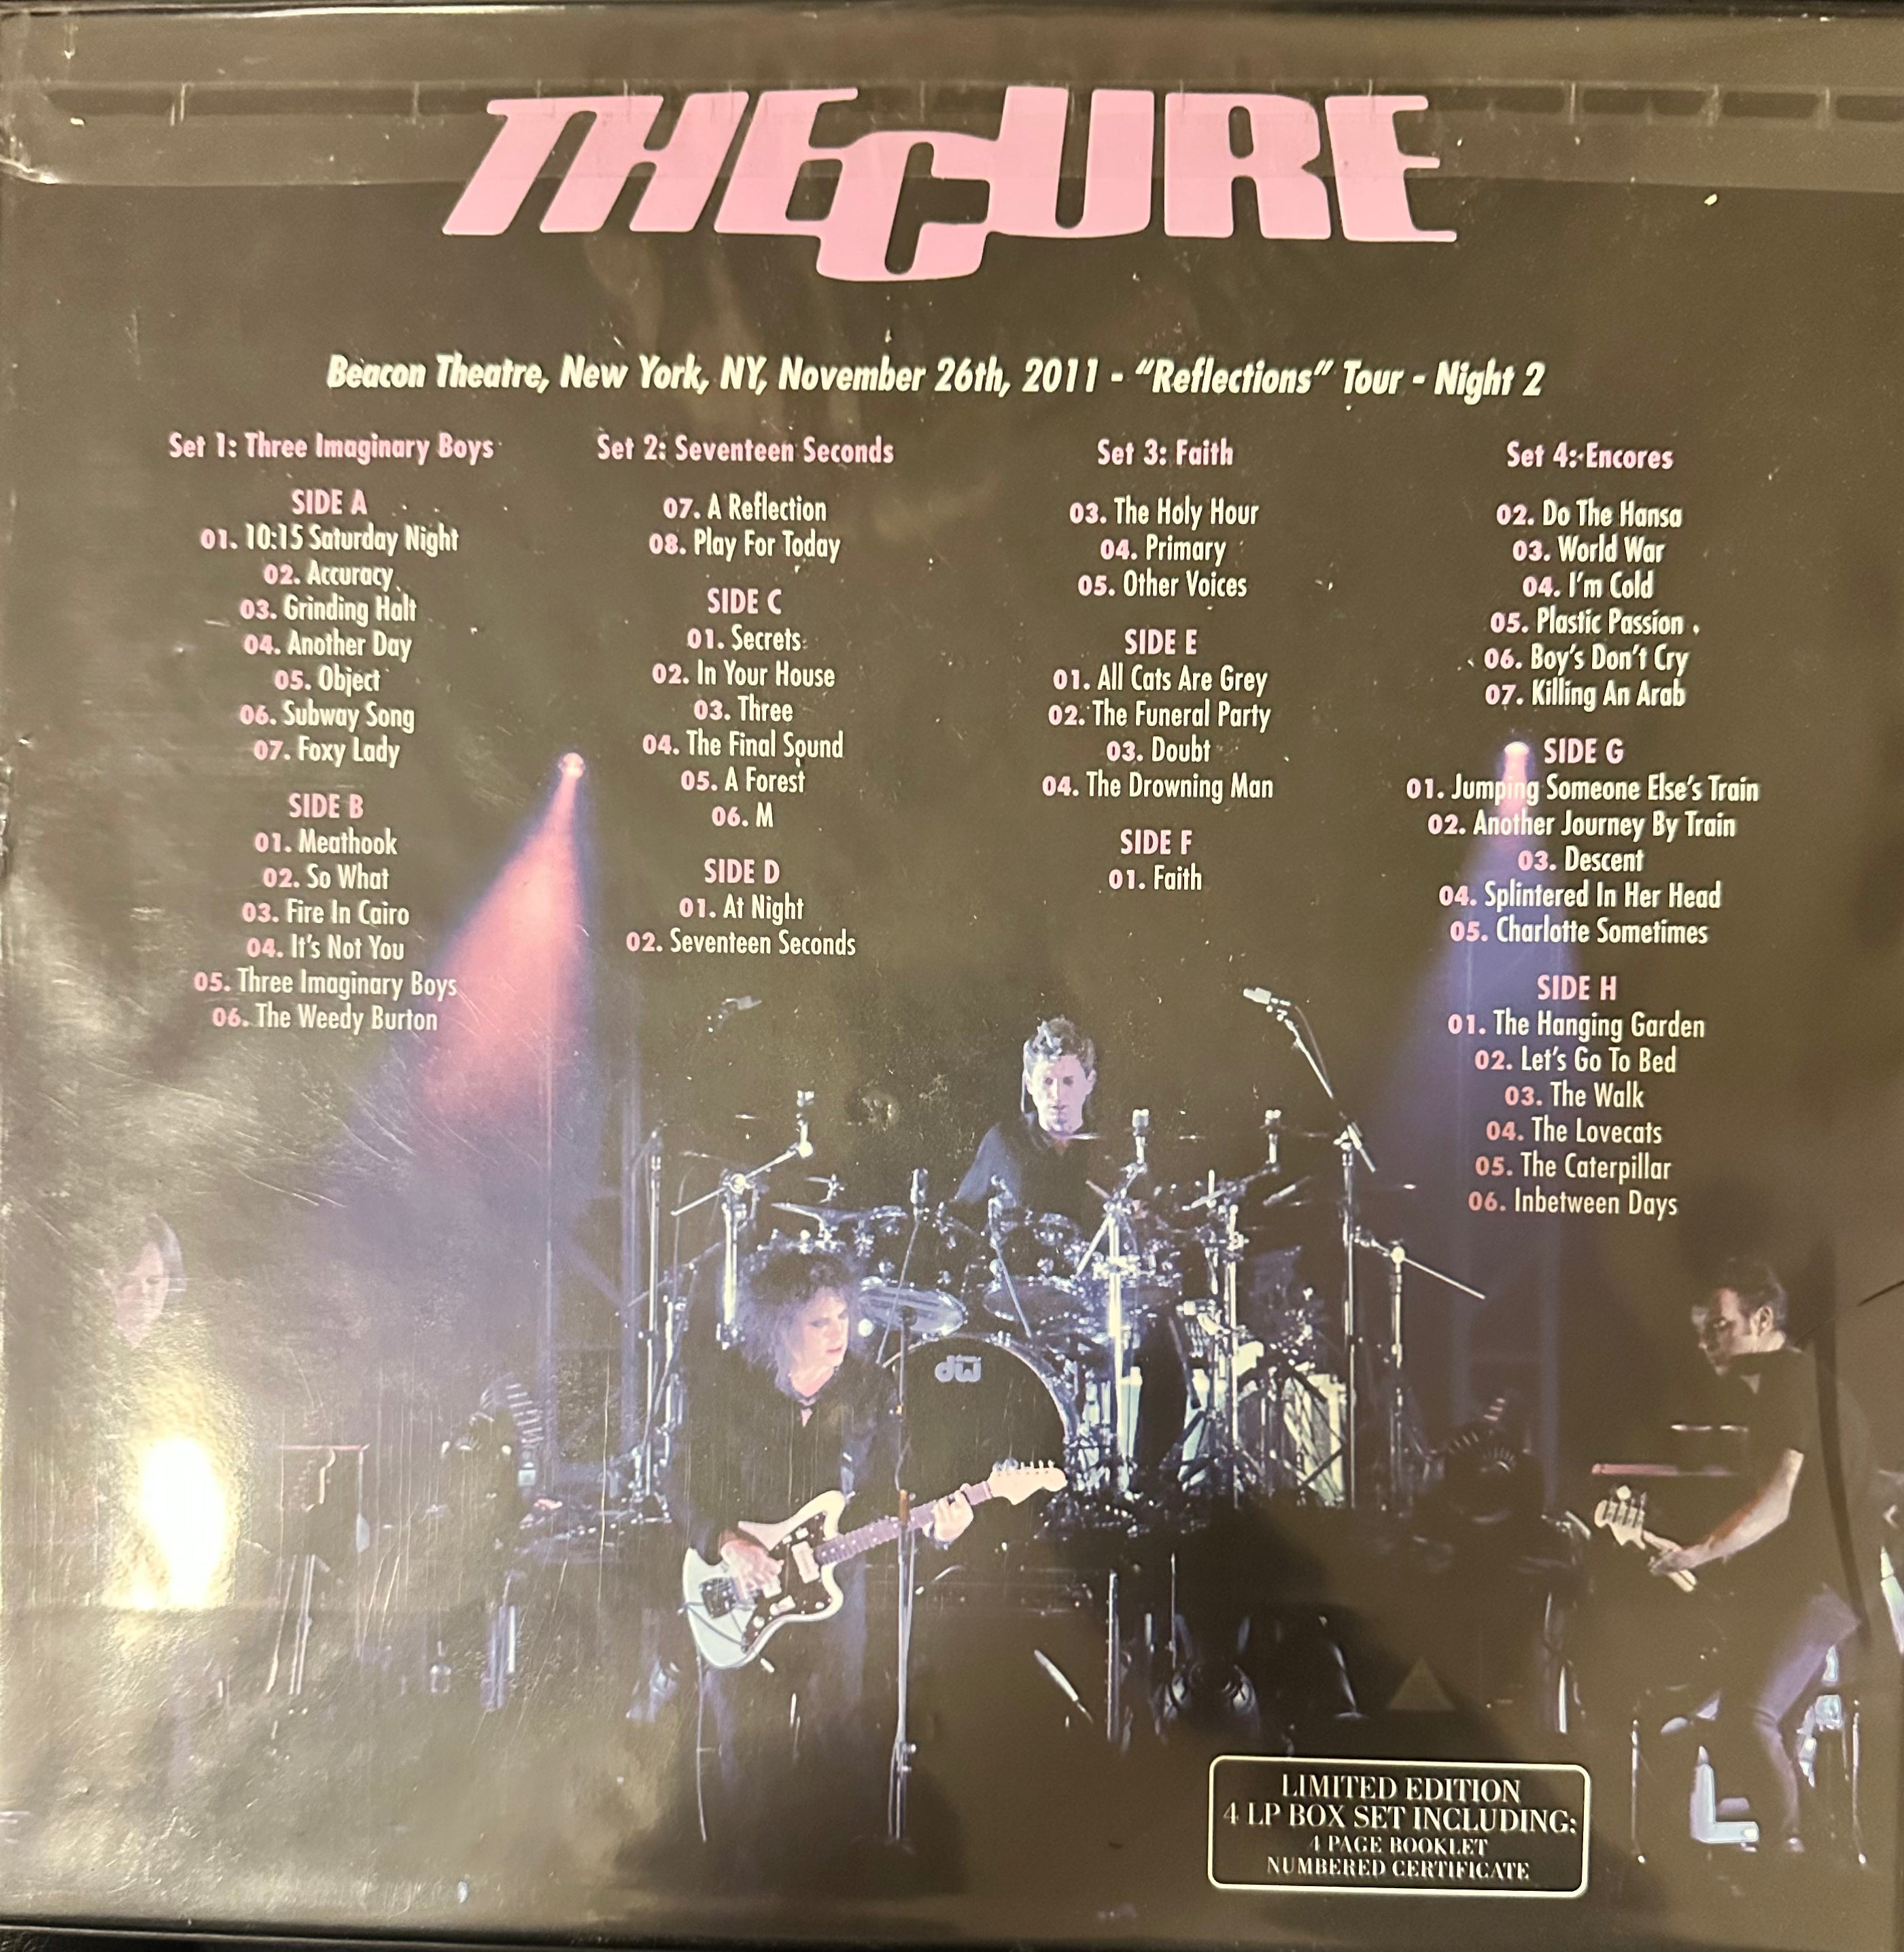 THE CURE
Beacon Theatre, New York, NY, November 26th, 2011 - "Reflections" Tour - Night 2
Set 1: Three Imaginary Boys
SIDE A
01. 10:15 Saturday Night
02. Accuracy
03. Grinding Halt
04. Another Day
05. Object
06. Subway Song
07. Foxy Lady
SIDE B
01. Meathook
02. So What
03. Fire In Cairo
04. It's Not You
05. Three Imaginary Boys
06. The Weedy Burton
Set 2: Seventeen Seconds
07. A Reflection
08. Play For Today
SIDE C
01. Secrets
02. In Your House
03. Three
04. The Final Sound
05. A Forest
06. M
SIDE D
01. At Night
02. Seventeen Seconds
Set 3: Faith
03. The Holy Hour
04. Primary
05. Other Voices
SIDE E
01. All Cats Are Grey
02. The Funeral Party
03. Doubt
04. The Drowning Man
SIDE F
01. Faith
Set 4: Encores
02. Do The Hansa
03. World War
04. I'm Cold
05. Plastic Passion
06. Boy's Don't Cry
07. Killing An Arab
SIDE G
01. Jumping Someone Else's Train
02. Another Journey By Train
03. Descent
04. Splintered In Her Head
05. Charlotte Sometimes
SIDE H
01. The Hanging Garden
02. Let's Go To Bed
03. The Walk
04. The Lovecats
05. The Caterpillar
06. Inbetween Days
dw
LIMITED EDITION
4 LP BOX SET INCLUDING:
4 PAGE BOOKLET
NUMBERED CERTIFICATE